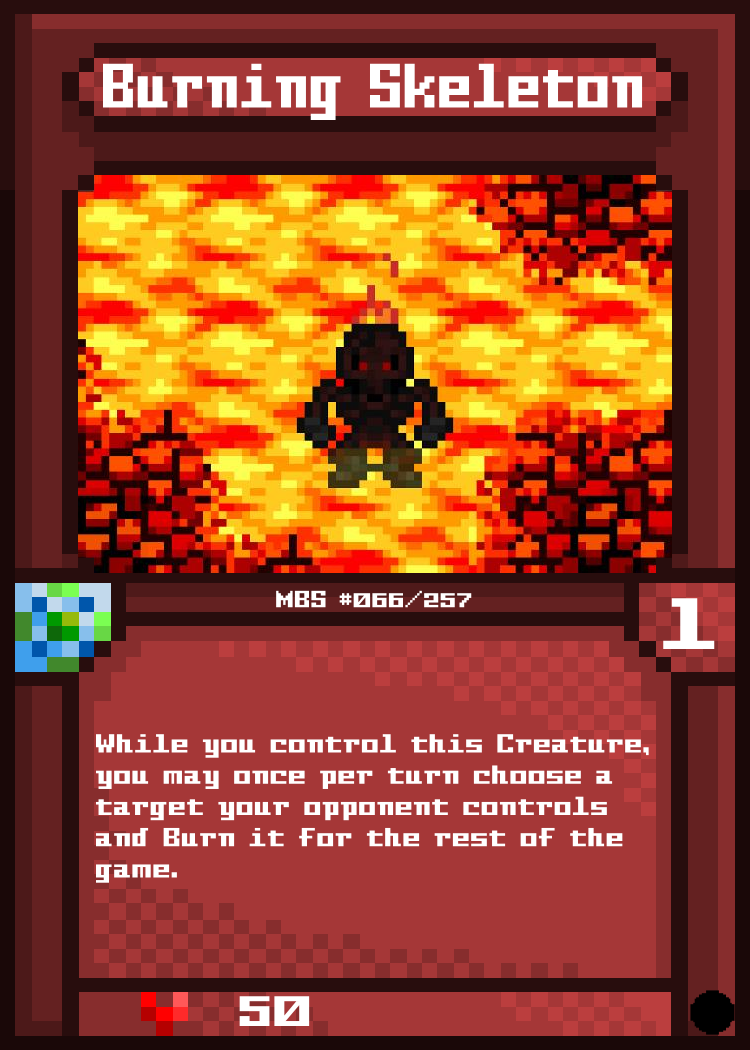 Burning Skeleton
MBS #066/257
1
While you control this Creature,
you may once per turn choose a
target your opponent controls
and Burn it for the rest of the
game.
50